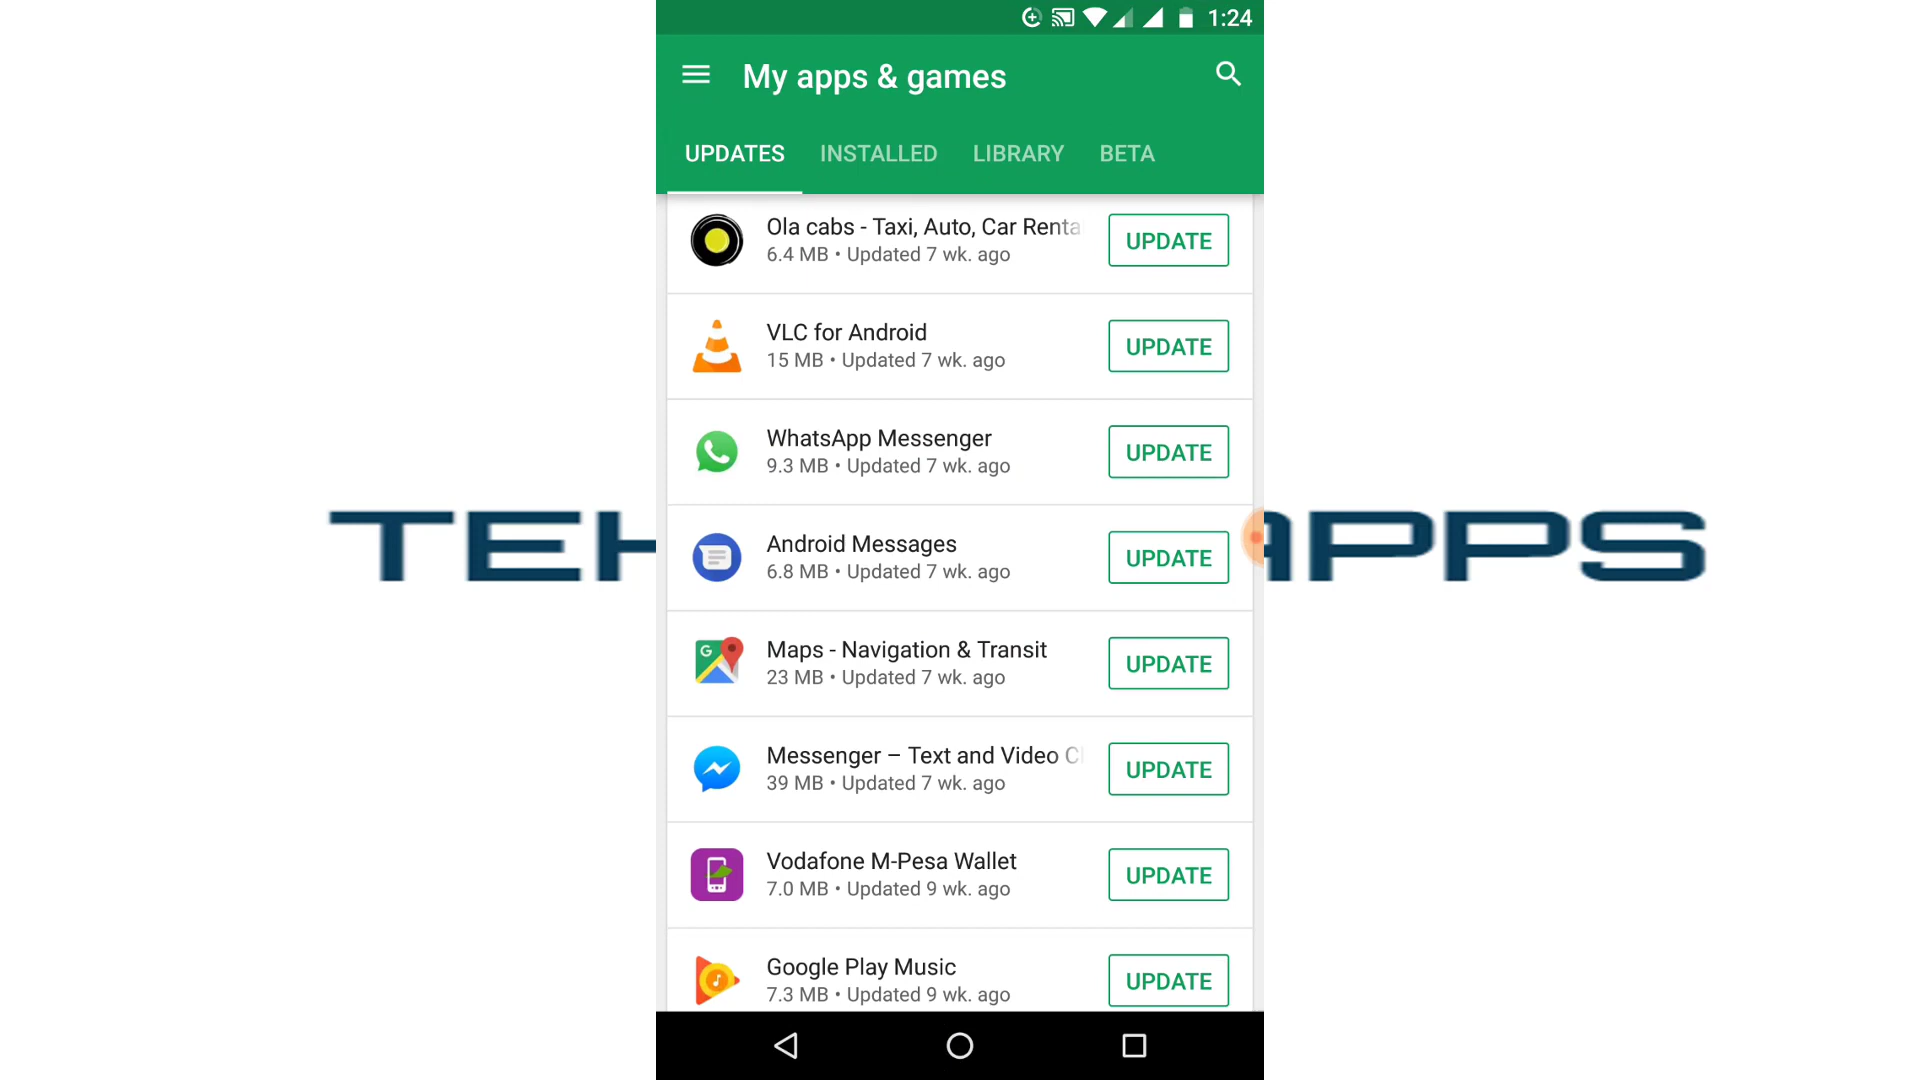 1:24
My apps & games
UPDATES INSTALLED LIBRARY BETA
Ola cabs - Taxi, Auto, Car Renta
6.4 MB • Updated 7 wk. ago
UPDATE
VLC for Android
15 MB • Updated 7 wk. ago
UPDATE
WhatsApp Messenger
9.3 MB • Updated 7 wk. ago
UPDATE
TEH APPS
Android Messages
6.8 MB • Updated 7 wk. ago
UPDATE
Maps - Navigation & Transit
23 MB • Updated 7 wk. ago
UPDATE
Messenger – Text and Video C
39 MB • Updated 7 wk. ago
UPDATE
Vodafone M-Pesa Wallet
7.0 MB • Updated 9 wk. ago
UPDATE
Google Play Music
7.3 MB • Updated 9 wk. ago
UPDATE